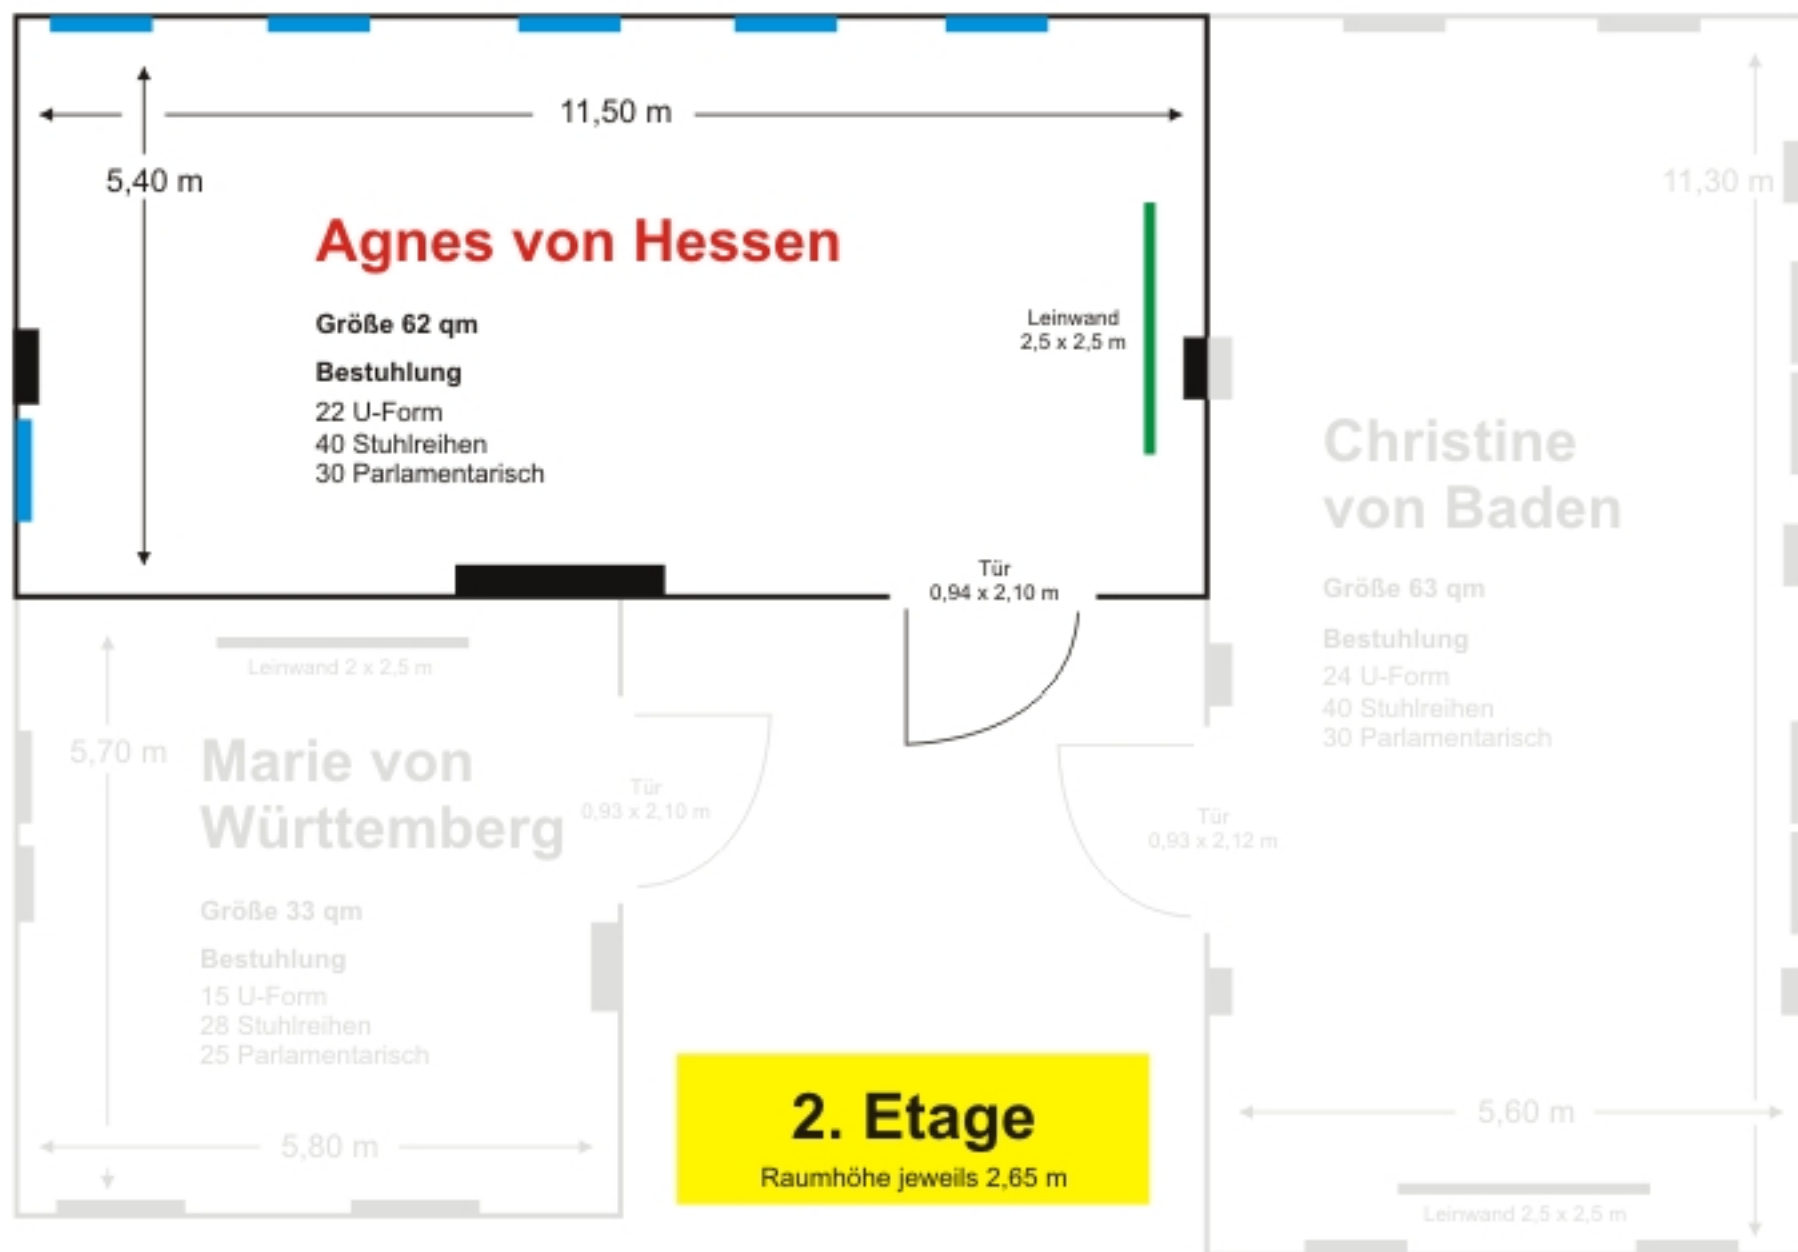 11,50 m
5,40 m
Agnes von Hessen
Größe 62 qm
Bestuhlung
22 U-Form
40 Stuhlreihen
30 Parlamentarisch
Leinwand
2,5 x 2,5 m
Tür
0,94 x 2,10 m
11,30 m
Christine
von Baden
Größe 63 qm
Bestuhlung
24 U-Form
40 Stuhlreihen
30 Parlamentarisch
Tür
0,93 x 2,12 m
5,60 m
Leinwand 2,5 x 2,5 m
Leinwand 2 x 2,5 m
5,70 m
Marie von
Württemberg
Tür
0,93 x 2,10 m
Größe 33 qm
Bestuhlung
15 U-Form
28 Stuhlreihen
25 Parlamentarisch
5,80 m
2. Etage
Raumhöhe jeweils 2,65 m